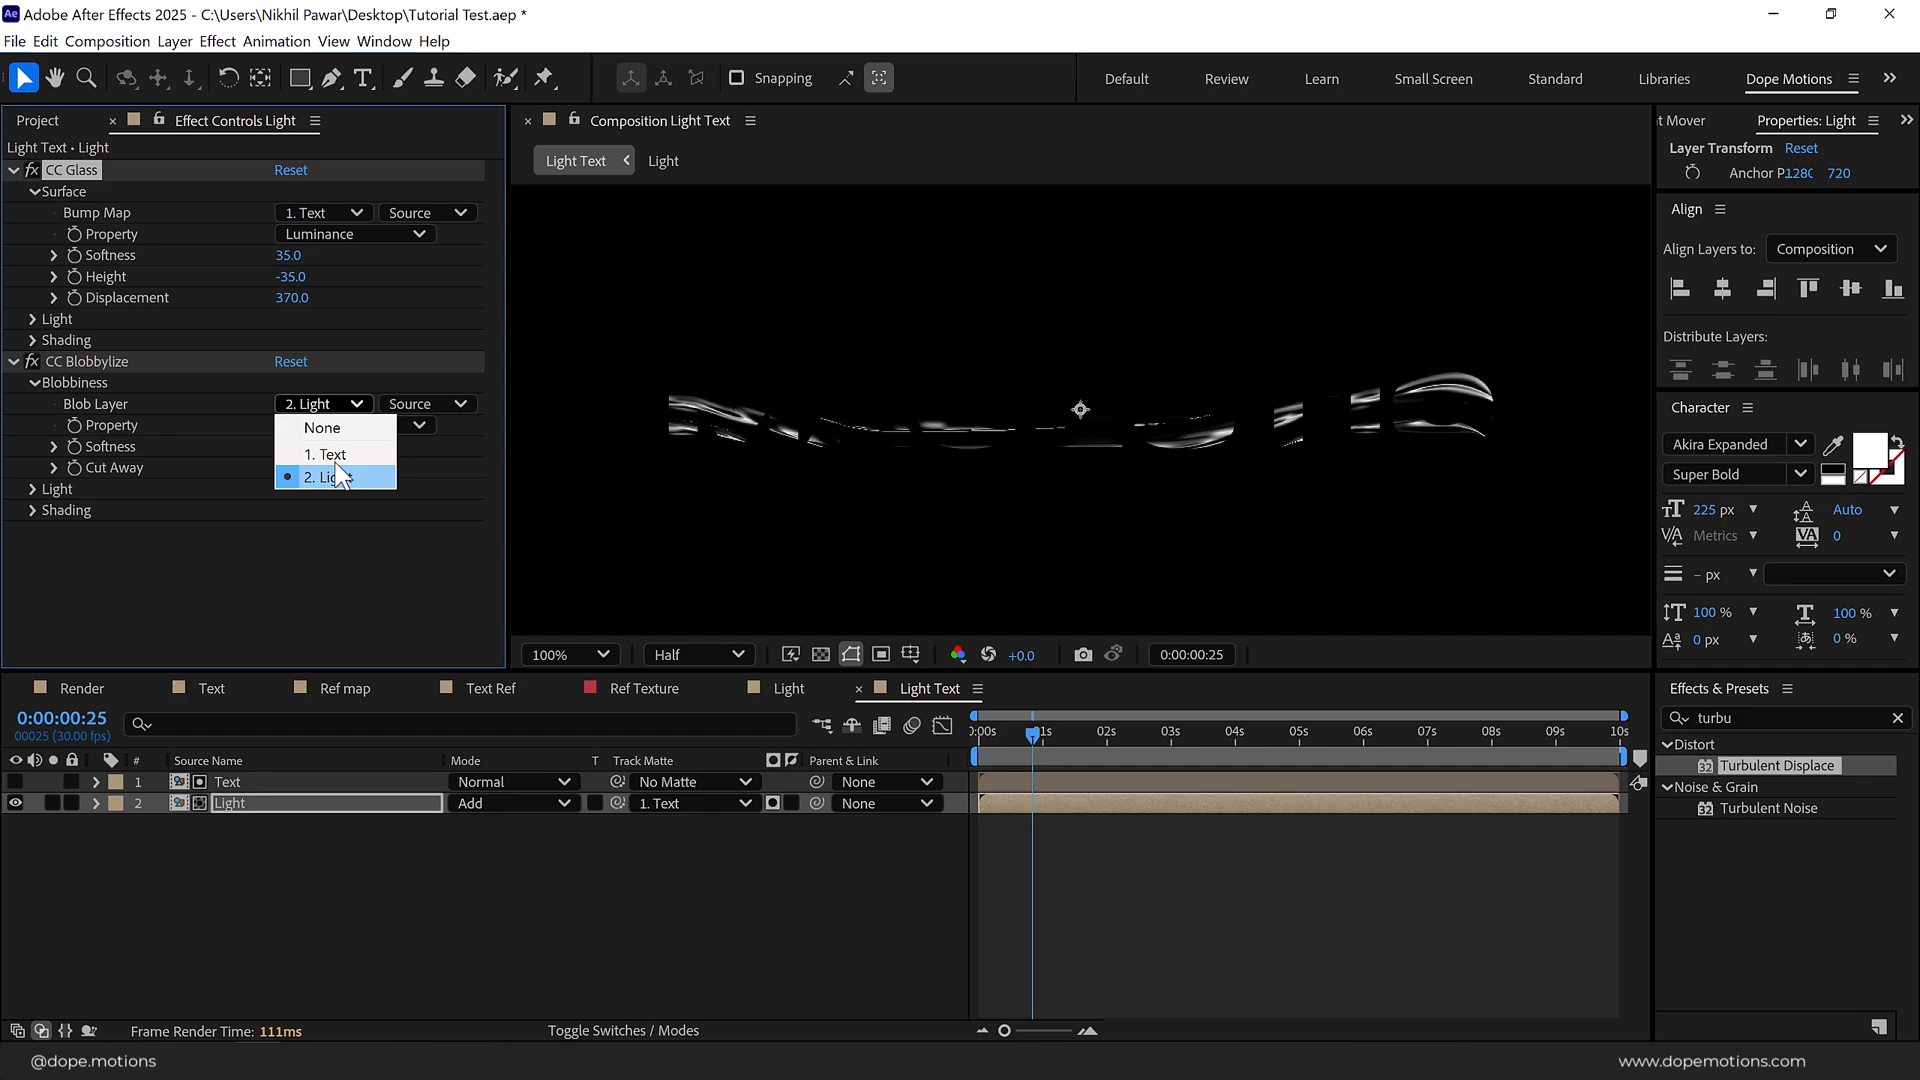 Adobe After Effects 2025 - C:\Users\Nikhil Pawar\Desktop\Tutorial Test.aep *
File Edit Composition Layer Effect Animation View Window Help
Snapping
Default Review Learn Small Screen Standard Libraries Dope Motions
Project × Effect Controls Light
Light Text • Light
fx CC Glass Reset
Surface
Bump Map 1. Text Source
Property Luminance
Softness 35.0
Height -35.0
Displacement 370.0
Light
Shading
fx CC Blobbylize Reset
Blobbiness
Blob Layer 2. Light Source
Property
None
Softness
1. Text
Cut Away
Light
Shading
× Composition Light Text
Light Text Light
100% Half +0.0 0:00:00:25
t Mover Properties: Light
Layer Transform Reset
Anchor P 1280 720
Align
Align Layers to: Composition
Distribute Layers:
Character
Akira Expanded
Super Bold
225 px Auto
Metrics 0
- px
100 % 100 %
0 px 0 %
Render Text Ref map Text Ref Ref Texture Light × Light Text
0:00:00:25
00025 (30.00 fps)
0:00s 01s 02s 03s 04s 05s 06s 07s 08s 09s 10s
# Source Name Mode T Track Matte Parent & Link
1 Text Normal No Matte None
2 Light Add 1. Text None
Frame Render Time: 111ms Toggle Switches / Modes
Effects & Presets
turbu
Distort
Turbulent Displace
Noise & Grain
Turbulent Noise
@dope.motions
www.dopemotions.com